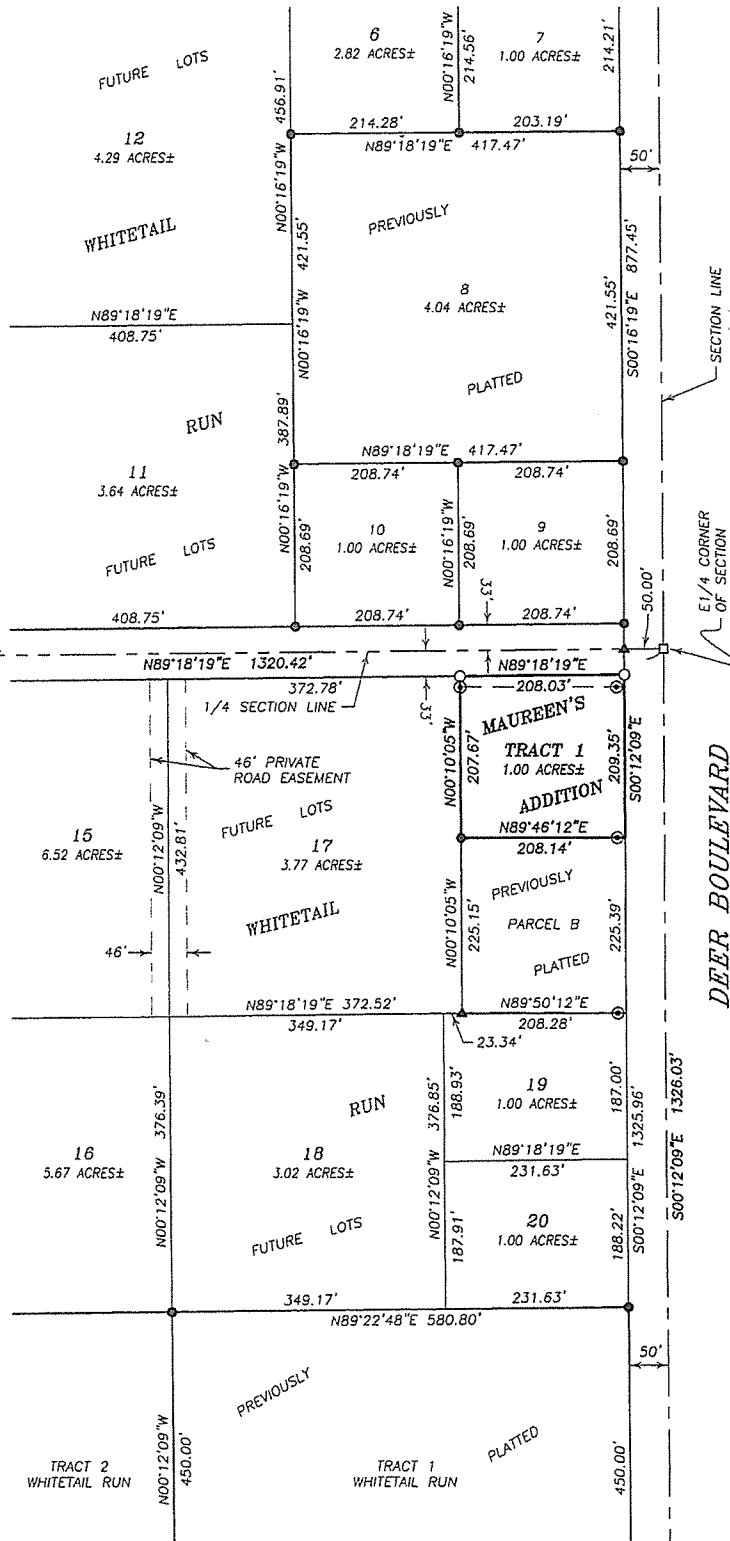 6
2.82 ACRES±
N00°16'19"W
214.56'
7
1.00 ACRES±
214.21'
FUTURE LOTS
12
4.29 ACRES±
WHITETAIL
456.91'
N00°16'19"W
421.55'
214.28'
203.19'
N89°18'19"E 417.47'
50'
PREVIOUSLY
8
4.04 ACRES±
PLATTED
421.55'
S00°16'19"E 877.45'
SECTION LINE
N89°18'19"E
408.75'
RUN
11
3.64 ACRES±
FUTURE LOTS
N00°16'19"W
387.89'
N00°16'19"W
208.69'
N89°18'19"E 417.47'
208.74'
208.74'
10
1.00 ACRES±
N00°16'19"W
208.69'
9
1.00 ACRES±
208.69'
408.75'
208.74'
33'
208.74'
50.00'
E1/4 CORNER
OF SECTION
N89°18'19"E 1320.42'
372.78'
1/4 SECTION LINE
33'
N89°18'19"E
208.03'
MAUREEN'S
TRACT 1
1.00 ACRES±
ADDITION
N00°10'05"W
207.67'
209.35'
S00°12'09"E
N89°46'12"E
208.14'
46' PRIVATE
ROAD EASEMENT
15
6.52 ACRES±
N00°12'09"W
432.81'
FUTURE LOTS
17
3.77 ACRES±
WHITETAIL
46'
N00°10'05"W
225.15'
PREVIOUSLY
PARCEL B
PLATTED
225.39'
DEER BOULEVARD
N89°18'19"E 372.52'
349.17'
N89°50'12"E
208.28'
23.34'
16
5.67 ACRES±
N00°12'09"W 376.39'
RUN
18
3.02 ACRES±
FUTURE LOTS
N00°12'09"W 376.85'
188.93'
19
1.00 ACRES±
187.00'
N89°18'19"E
231.63'
187.91'
20
1.00 ACRES±
188.22'
S00°12'09"E 1325.96'
S00°12'09"E 1326.03'
349.17'
231.63'
N89°22'48"E 580.80'
50'
PREVIOUSLY
PLATTED
TRACT 2
WHITETAIL RUN
N00°12'09"W
450.00'
TRACT 1
WHITETAIL RUN
450.00'